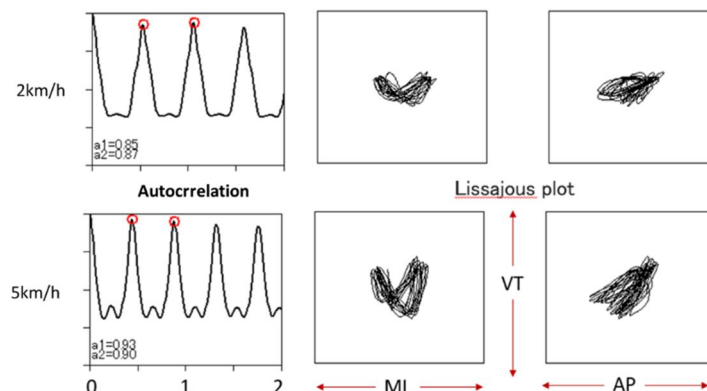 2km/h
a1=0.85
a2=0.87
Autocrrelation
Lissajous plot
5km/h
a1=0.93
a2=0.90
VT
0 1 2
ML
AP